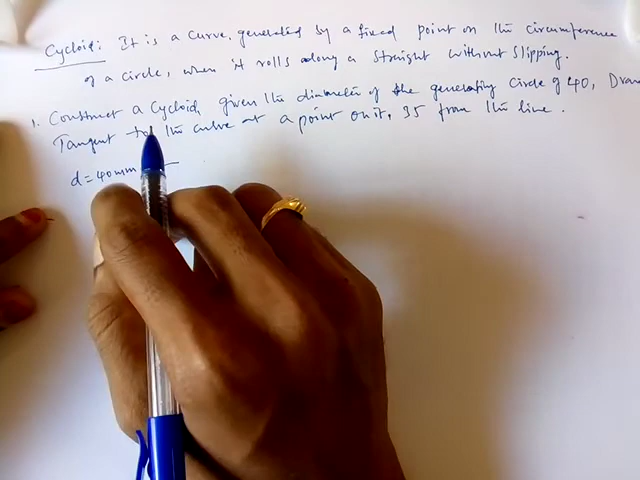 Cycloid: It is a curve, generated by a fixed point on the circumference
of a circle, when it rolls along a straight without slipping.
1. Construct a Cycloid given the diameter of the generating circle of 40, Draw
Tangent to the curve at a point on it, 35 from the line.
d=40mm